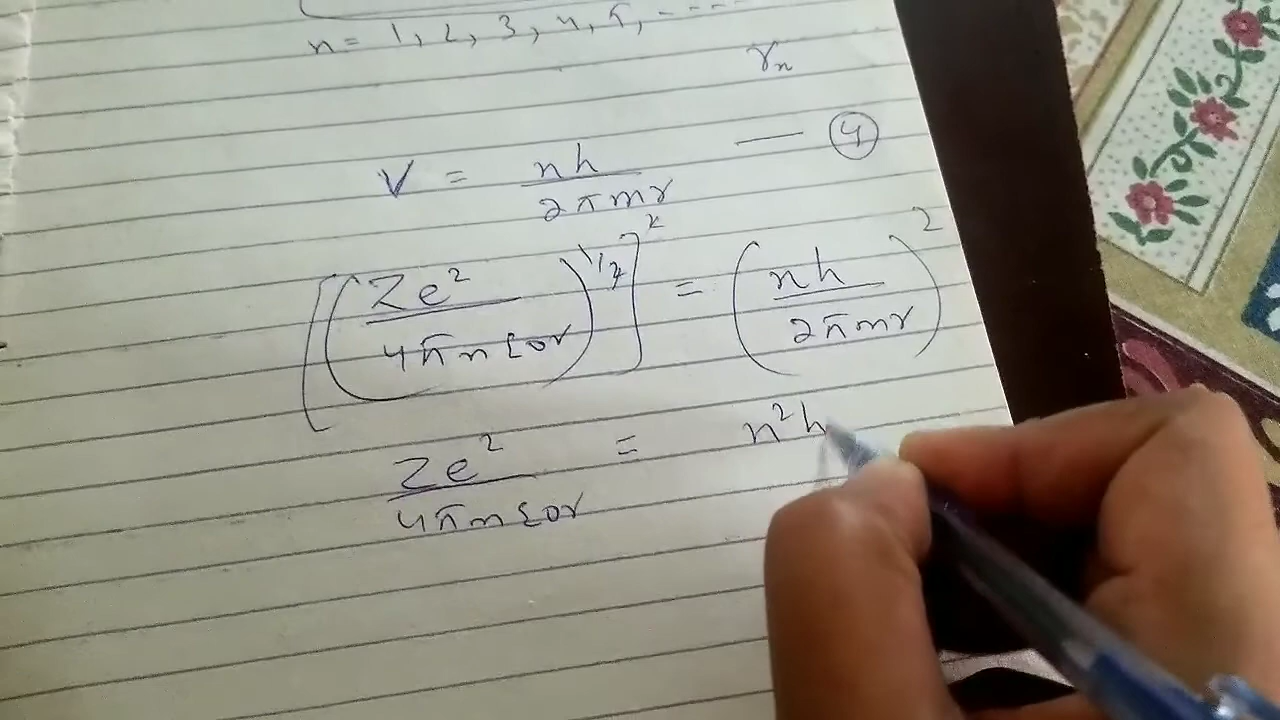 n = 1, 2, 3, 4, 5, ----
rₙ
V = nh / 2πmr — ④
[(Ze² / 4πmε0r)^1/2]² = (nh / 2πmr)²
Ze² / 4πmε0r = n²h